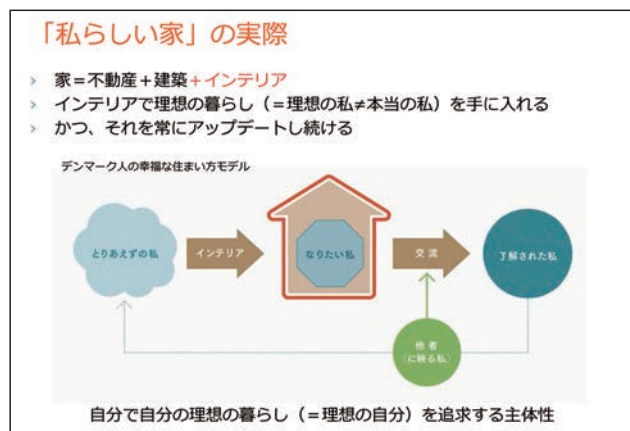 「私らしい家」の実際
> 家＝不動産＋建築＋インテリア
> インテリアで理想の暮らし（＝理想の私≠本当の私）を手に入れる
> かつ、それを常にアップデートし続ける
デンマーク人の幸福な住まい方モデル
とりあえずの私
インテリア
なりたい私
交流
了解された私
他者
（に映る私）
自分で自分の理想の暮らし（＝理想の自分）を追求する主体性